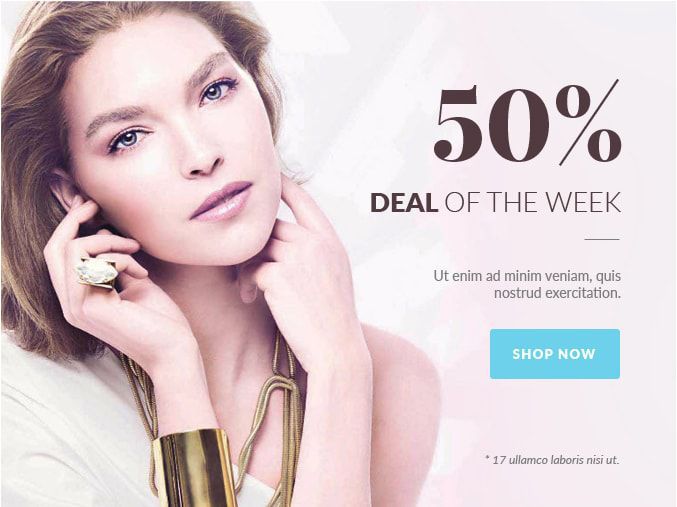 50%
DEAL OF THE WEEK
Ut enim ad minim veniam, quis
nostrud exercitation.
SHOP NOW
* 17 ullamco laboris nisi ut.